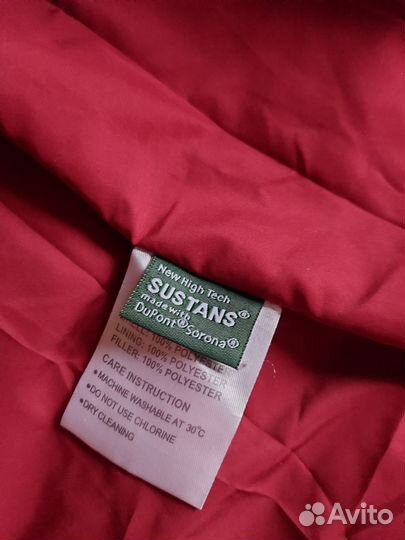 New High Tech
SUSTANS®
made with
DuPont® Sorona®
100% POLYESTER
LINING: 100% POLYESTER
FILLER: 100% POLYESTER
CARE INSTRUCTION
•MACHINE WASHABLE AT 30°C
•DO NOT USE CHLORINE
•DRY CLEANING
Avito